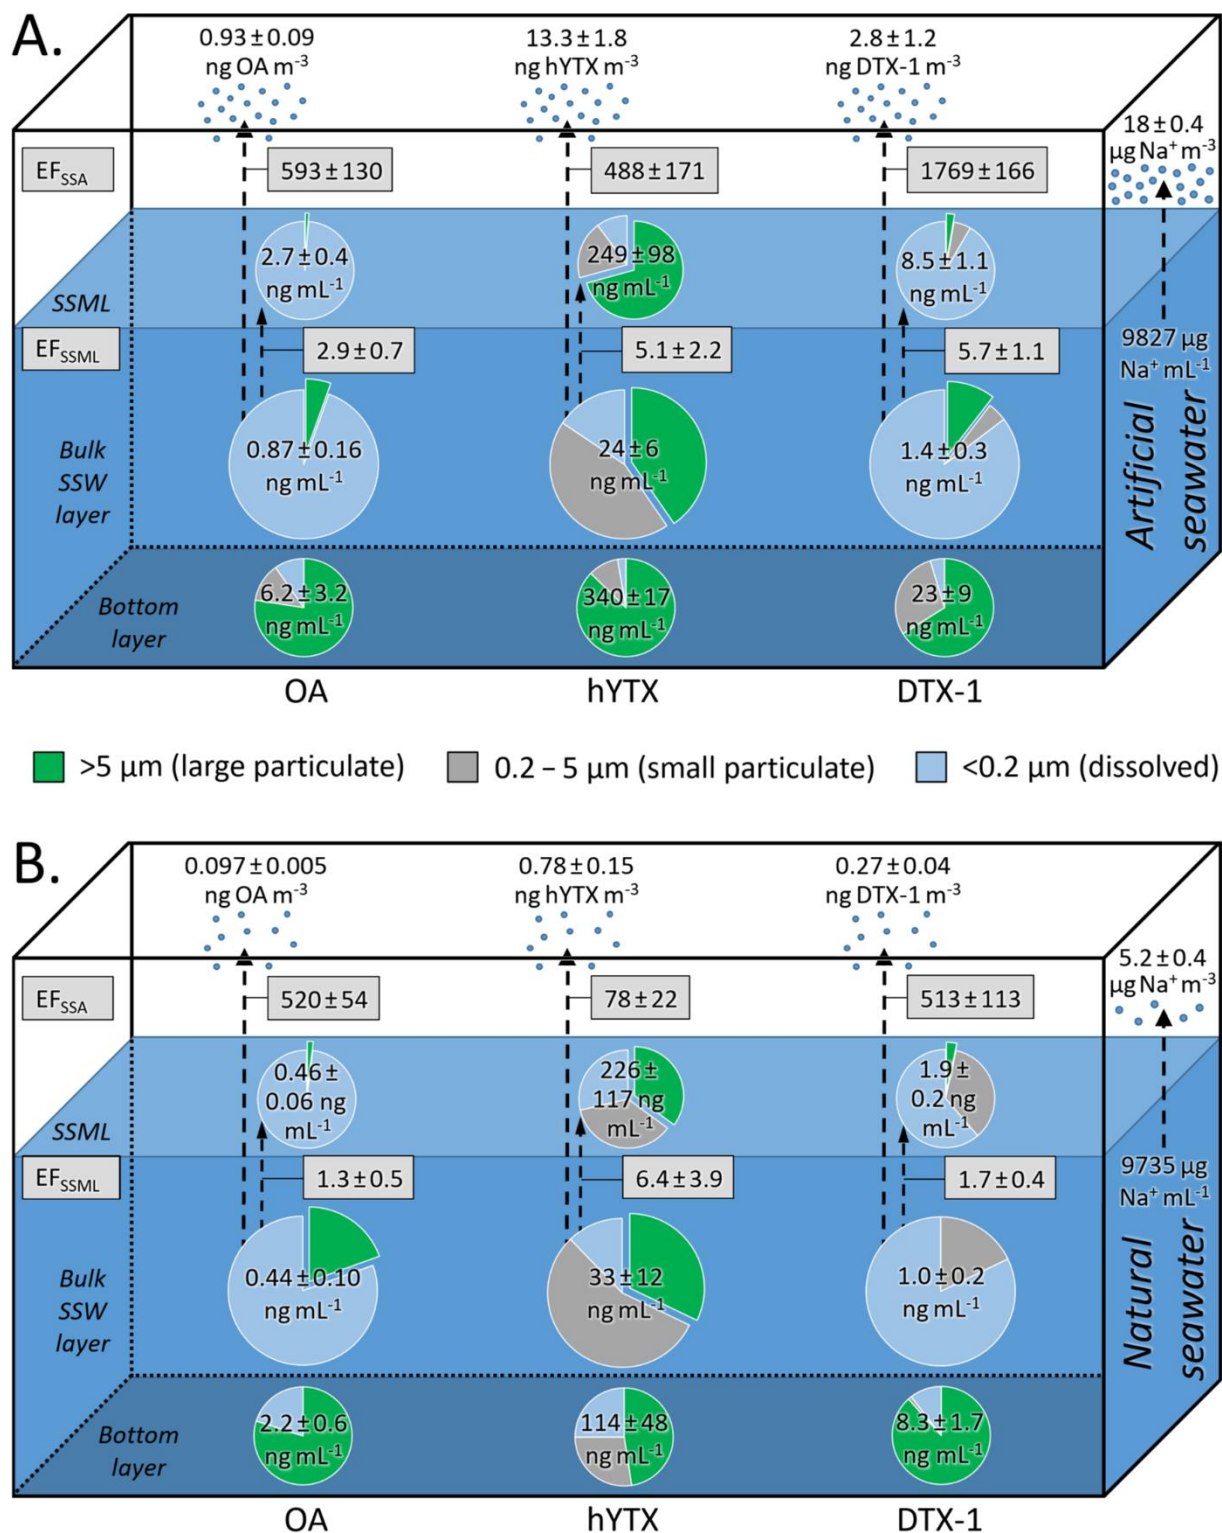 A.
0.93±0.09
ng OA m⁻³
13.3±1.8
ng hYTX m⁻³
2.8±1.2
ng DTX-1 m⁻³
18±0.4
µg Na⁺ m⁻³
EF_SSA
593±130
488±171
1769±166
2.7±0.4
ng mL⁻¹
249±98
ng mL⁻¹
8.5±1.1
ng mL⁻¹
SSML
EF_SSML
2.9±0.7
5.1±2.2
5.7±1.1
9827 µg
Na⁺ mL⁻¹
Bulk
SSW
layer
0.87±0.16
ng mL⁻¹
24±6
ng mL⁻¹
1.4±0.3
ng mL⁻¹
Artificial
seawater
Bottom
layer
6.2±3.2
ng mL⁻¹
340±17
ng mL⁻¹
23±9
ng mL⁻¹
OA
hYTX
DTX-1
>5 µm (large particulate)
0.2 – 5 µm (small particulate)
<0.2 µm (dissolved)
B.
0.097±0.005
ng OA m⁻³
0.78±0.15
ng hYTX m⁻³
0.27±0.04
ng DTX-1 m⁻³
5.2±0.4
µg Na⁺ m⁻³
EF_SSA
520±54
78±22
513±113
0.46±
0.06 ng
mL⁻¹
226±
117 ng
mL⁻¹
1.9±
0.2 ng
mL⁻¹
SSML
EF_SSML
1.3±0.5
6.4±3.9
1.7±0.4
9735 µg
Na⁺ mL⁻¹
Bulk
SSW
layer
0.44±0.10
ng mL⁻¹
33±12
ng mL⁻¹
1.0±0.2
ng mL⁻¹
Natural
seawater
Bottom
layer
2.2±0.6
ng mL⁻¹
114±48
ng mL⁻¹
8.3±1.7
ng mL⁻¹
OA
hYTX
DTX-1